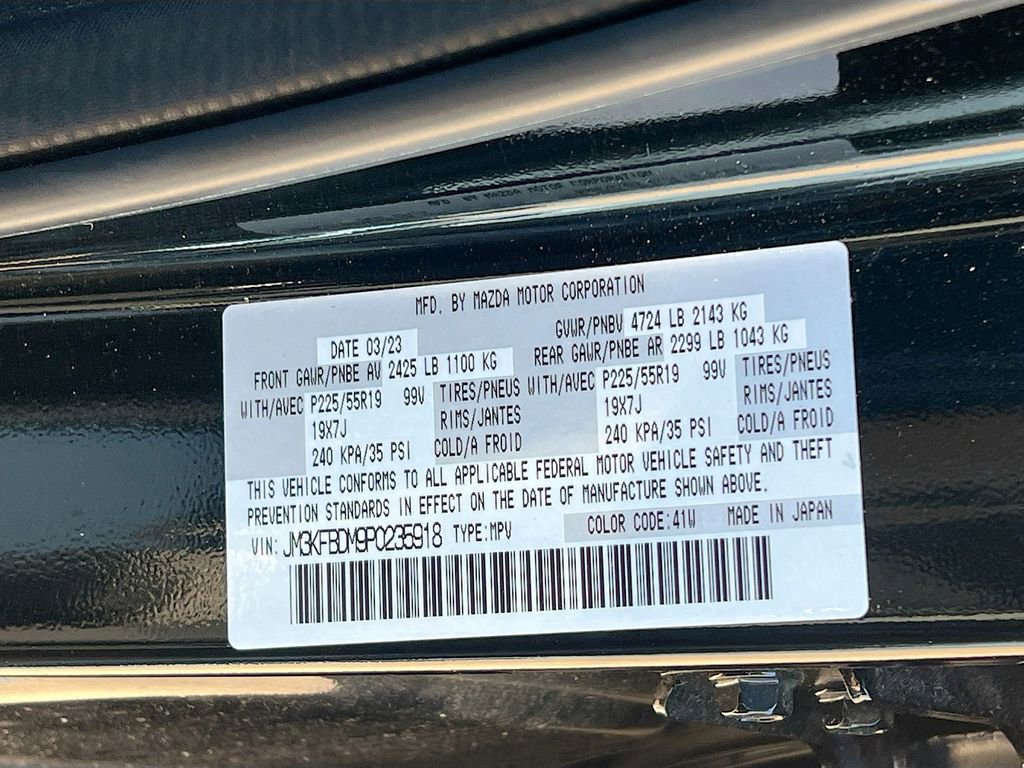 MFD. BY MAZDA MOTOR CORPORATION
DATE 03/23 GVWR/PNBV 4724 LB 2143 KG
FRONT GAWR/PNBE AV 2425 LB 1100 KG REAR GAWR/PNBE AR 2299 LB 1043 KG
WITH/AVEC P225/55R19 99V TIRES/PNEUS WITH/AVEC P225/55R19 99V TIRES/PNEUS
19X7J RIMS/JANTES 19X7J RIMS/JANTES
240 KPA/35 PSI COLD/A FROID 240 KPA/35 PSI COLD/A FROID
THIS VEHICLE CONFORMS TO ALL APPLICABLE FEDERAL MOTOR VEHICLE SAFETY AND THEFT
PREVENTION STANDARDS IN EFFECT ON THE DATE OF MANUFACTURE SHOWN ABOVE.
VIN: JM3KFBDM9P0235918 TYPE:MPV COLOR CODE:41W MADE IN JAPAN